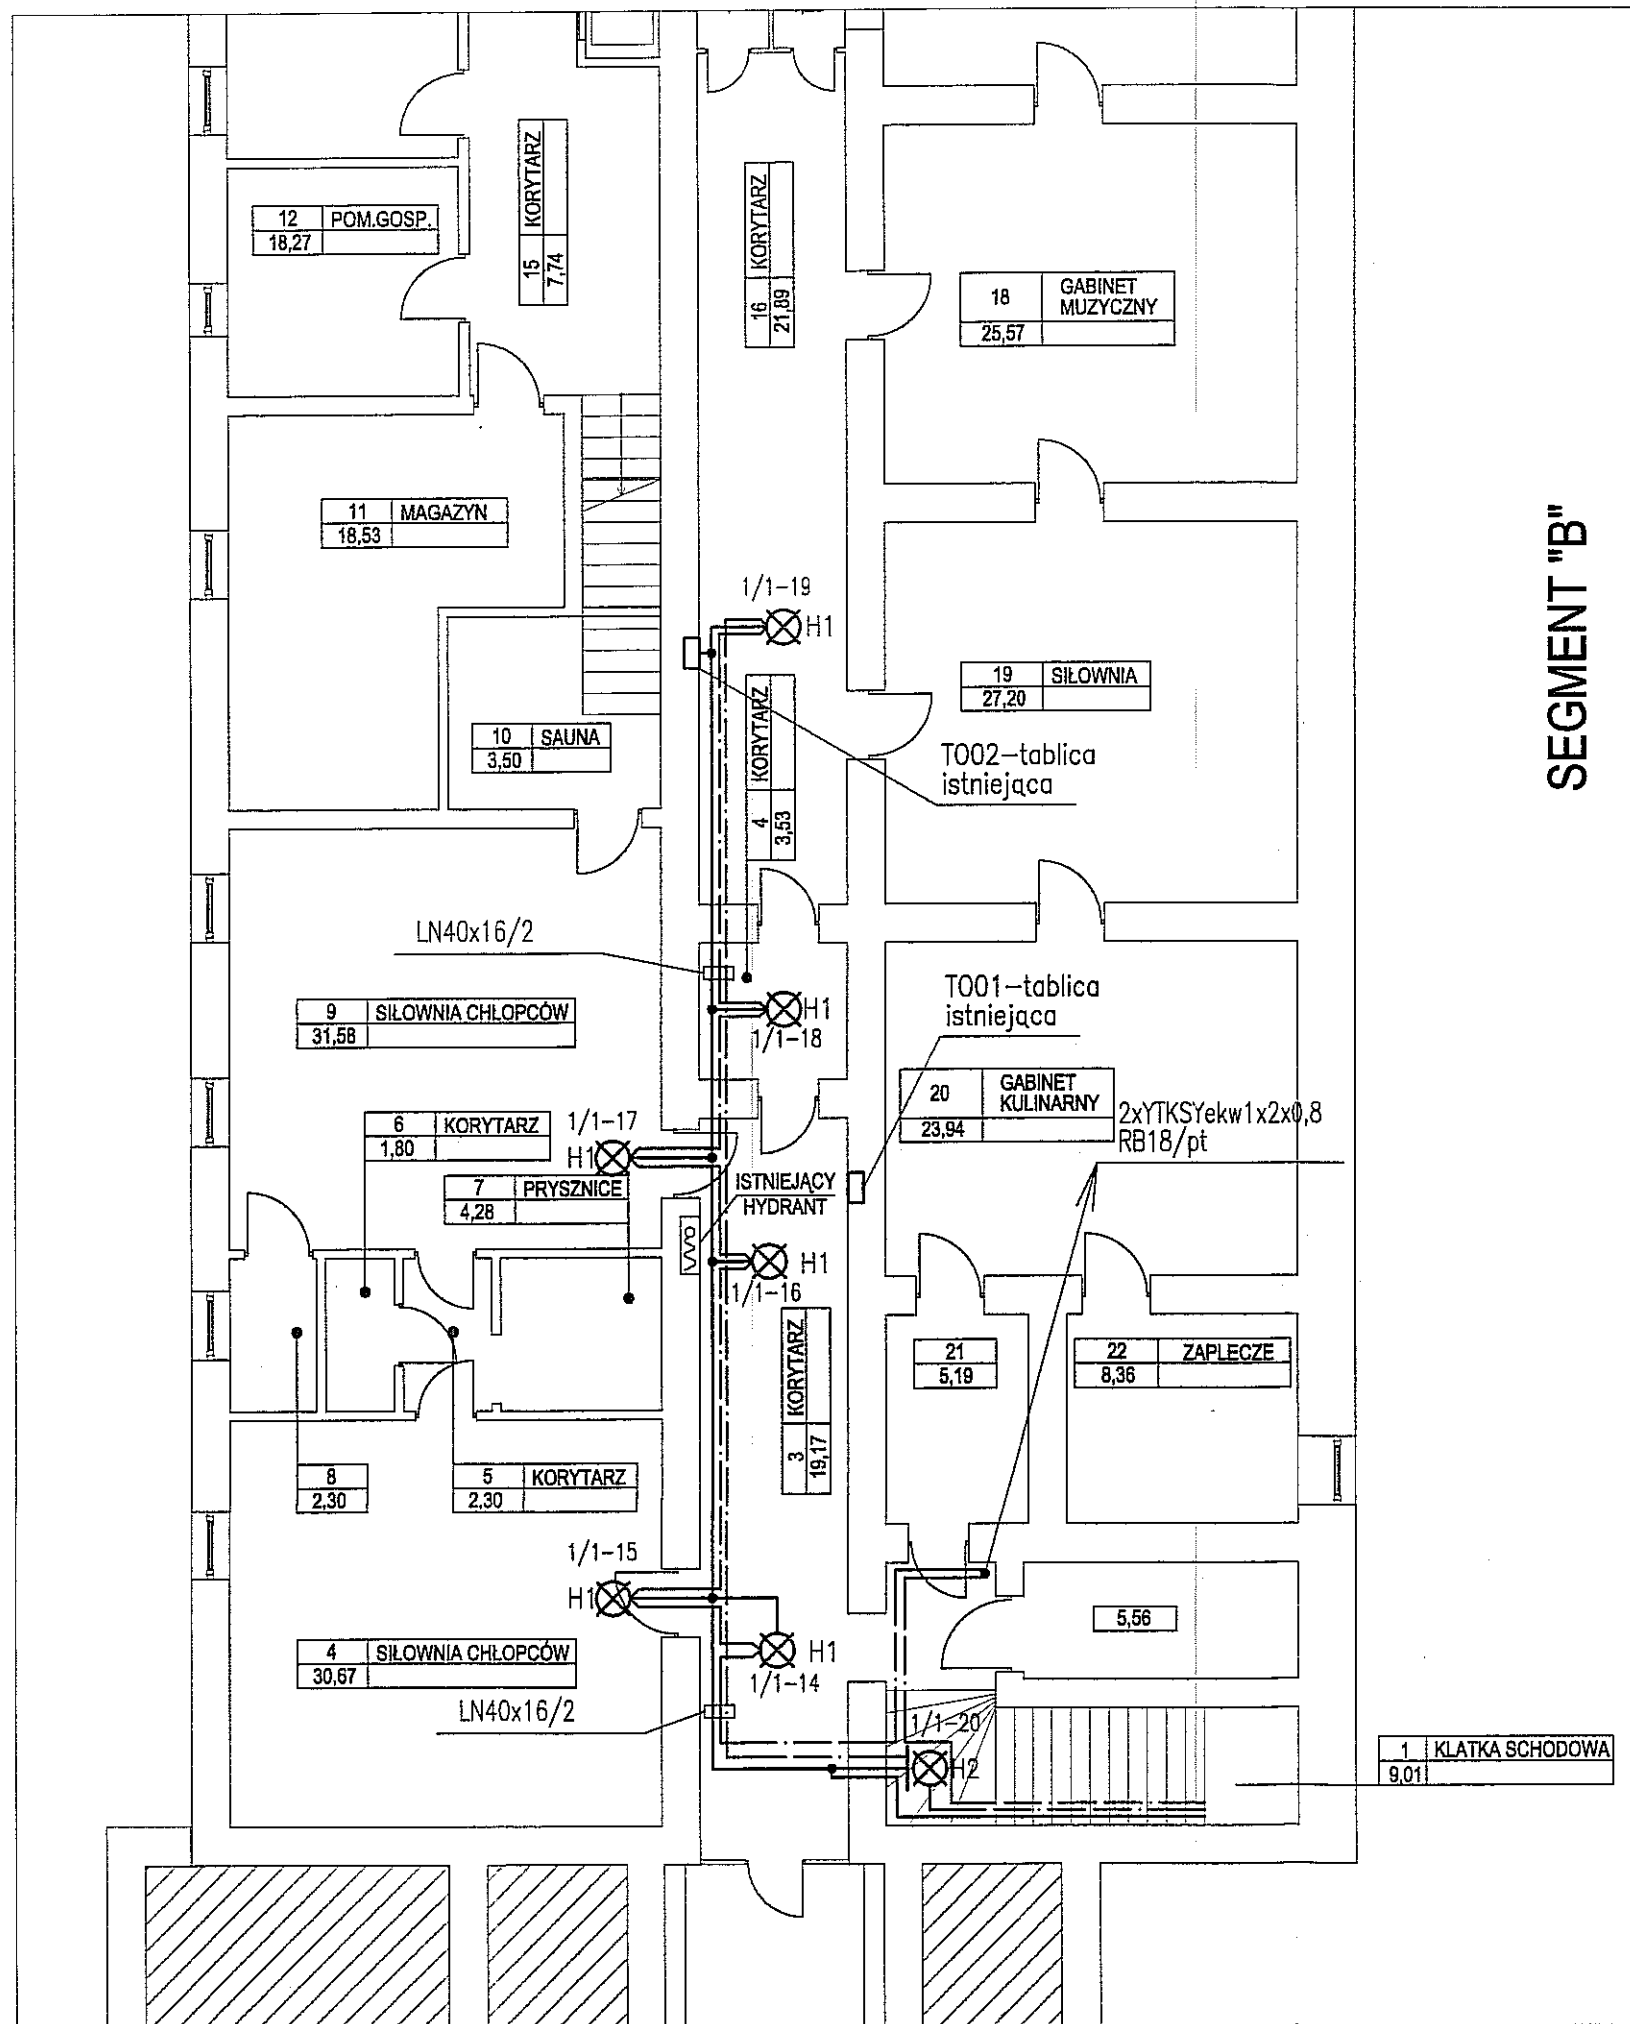 12 POM.GOSP.
18,27
15 KORYTARZ
7,74
16 KORYTARZ
21,89
18 GABINET
MUZYCZNY
25,57
11 MAGAZYN
18,53
SEGMENT "B"
1/1-19
H1
19 SIŁOWNIA
27,20
10 SAUNA
3,50
4 KORYTARZ
3,53
TO02-tablica
istniejąca
LN40x16/2
9 SIŁOWNIA CHŁOPCÓW
31,58
H1
1/1-18
TO01-tablica
istniejąca
20 GABINET
KULINARNY
23,94
2xYTKSYekw1x2x0,8
RB18/pt
6 KORYTARZ
1,80
1/1-17
H1
7 PRYSZNICE
4,28
ISTNIEJĄCY
HYDRANT
H1
1/1-16
3 KORYTARZ
19,17
21
5,19
22 ZAPLECZE
8,36
8
2,30
5 KORYTARZ
2,30
1/1-15
H1
5,56
4 SIŁOWNIA CHŁOPCÓW
30,67
H1
1/1-14
LN40x16/2
1/1-20
H2
1 KLATKA SCHODOWA
9,01